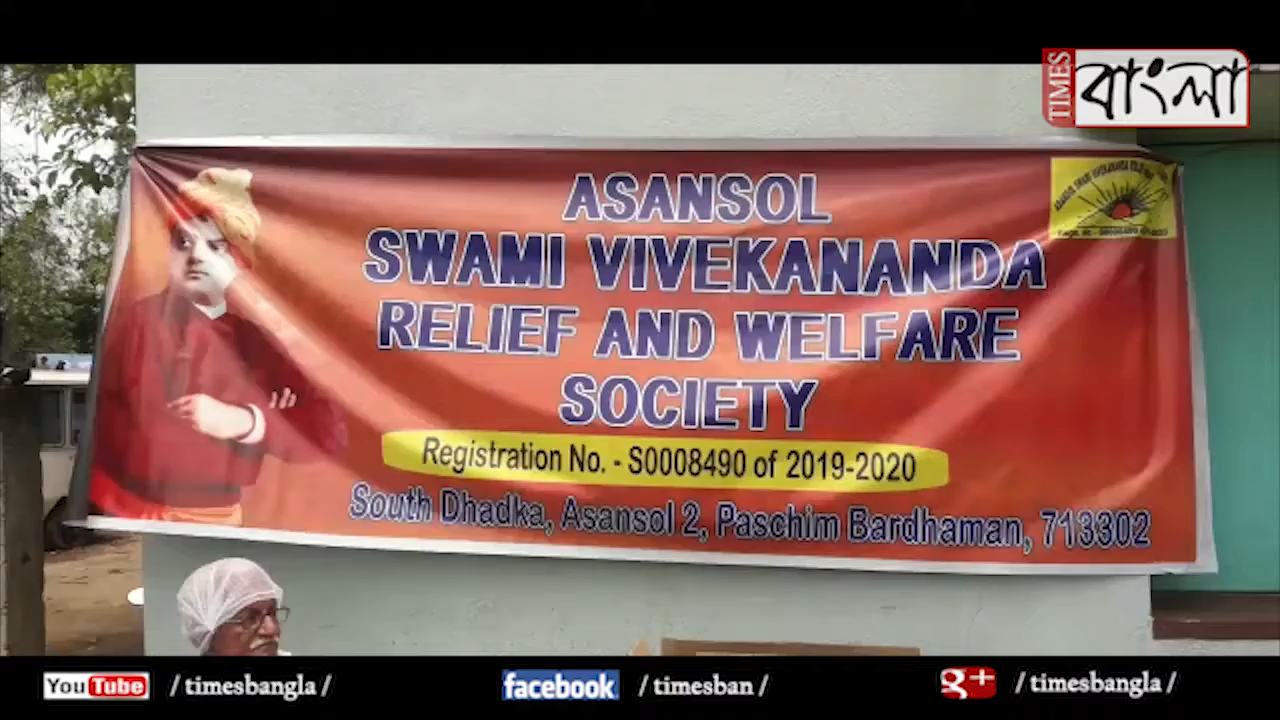 TIMES
বাংলা
ASANSOL
SWAMI VIVEKANANDA
RELIEF AND WELFARE
SOCIETY
Registration No. - S0008490 of 2019-2020
South Dhadka, Asansol 2, Paschim Bardhaman, 713302
YouTube / timesbangla /
facebook / timesban /
g+ / timesbangla /